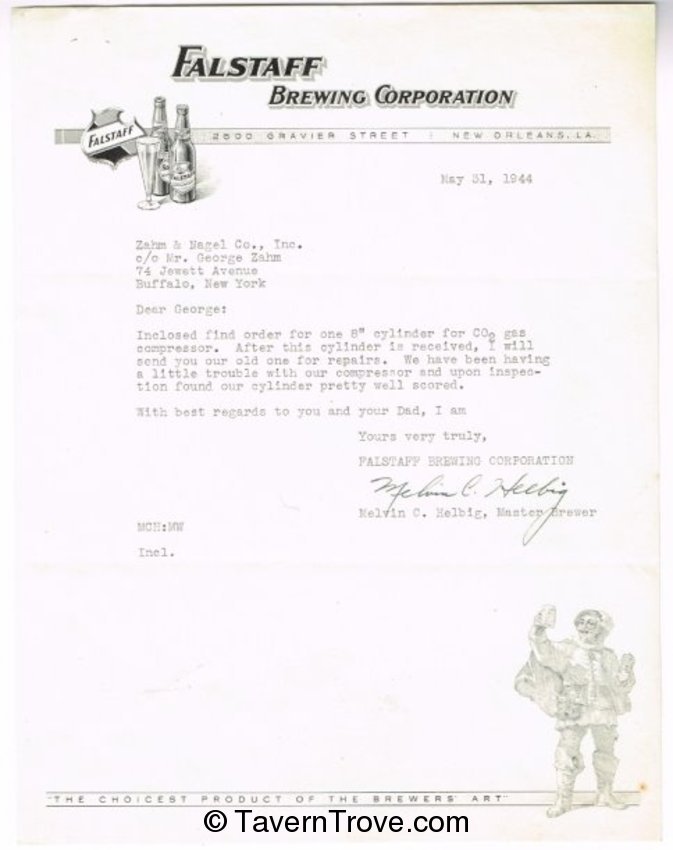 FALSTAFF
BREWING CORPORATION
FALSTAFF
2600 GRAVIER STREET NEW ORLEANS, LA.
FALSTAFF
May 31, 1944
Zahm & Nagel Co., Inc.
c/o Mr. George Zahm
74 Jewett Avenue
Buffalo, New York
Dear George:
Inclosed find order for one 8" cylinder for CO2 gas
compressor. After this cylinder is received, I will
send you our old one for repairs. We have been having
a little trouble with our compressor and upon inspec-
tion found our cylinder pretty well scored.
With best regards to you and your Dad, I am
Yours very truly,
FALSTAFF BREWING CORPORATION
Melvin C. Helbig
Melvin C. Helbig, Master Brewer
MCH:MW
Incl.
"THE CHOICEST PRODUCT OF THE BREWERS' ART"
© TavernTrove.com